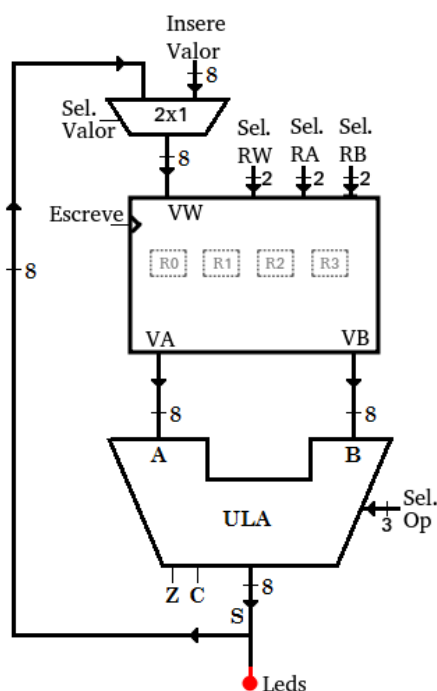 Insere
Valor
8
Sel.
Valor
2x1
8
Sel.
RW
Sel.
RA
Sel.
RB
2
2
2
Escreve
VW
R0
R1
R2
R3
8
VA
VB
8
8
A
B
ULA
Sel.
Op
3
Z
C
8
S
Leds